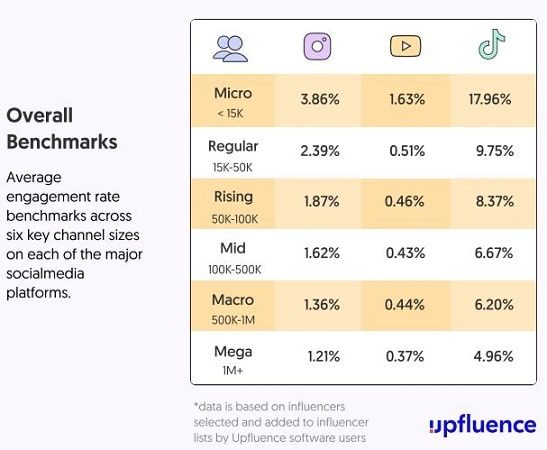 Overall
Benchmarks
Average
engagement rate
benchmarks across
six key channel sizes
on each of the major
socialmedia
platforms.
Micro
< 15K
3.86%
1.63%
17.96%
Regular
15K-50K
2.39%
0.51%
9.75%
Rising
50K-100K
1.87%
0.46%
8.37%
Mid
100K-500K
1.62%
0.43%
6.67%
Macro
500K-1M
1.36%
0.44%
6.20%
Mega
1M+
1.21%
0.37%
4.96%
*data is based on influencers
selected and added to influencer
lists by Upfluence software users
upfluence